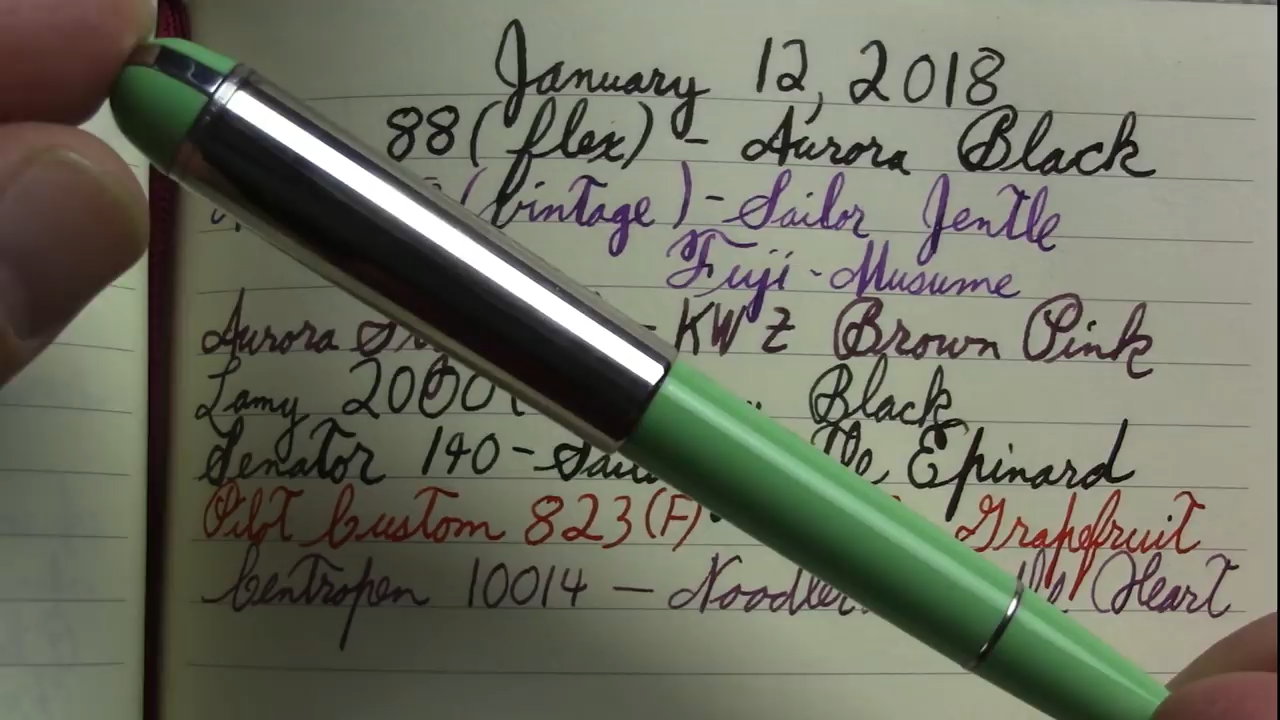 January 12, 2018
88 (flex) - Aurora Black
(Vintage) - Sailor Jentle
Fuji-Musume
Aurora - KWZ Brown Pink
Lamy 2000 ( Black
Senator 140 - Epinard
Pilot Custom 823 (F) Grapefruit
Centropen 10014 — Heart